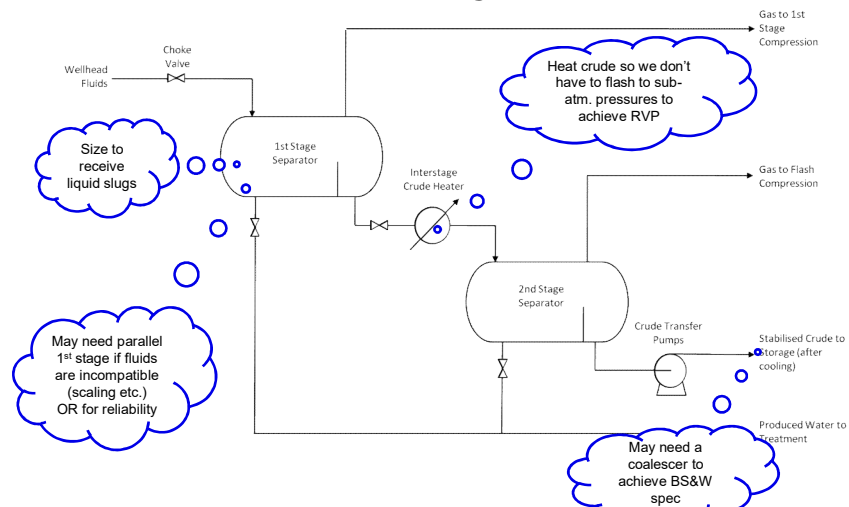 Gas to 1st
Stage
Compression
Choke
Valve
Wellhead
Fluids
Heat crude so we don't
have to flash to sub-
atm. pressures to
achieve RVP
Size to
receive
liquid slugs
1st Stage
Separator
Interstage
Crude Heater
Gas to Flash
Compression
2nd Stage
Separator
Crude Transfer
Pumps
Stabilised Crude to
Storage (after
cooling)
May need parallel
1st stage if fluids
are incompatible
(scaling etc.)
OR for reliability
Produced Water to
Treatment
May need a
coalescer to
achieve BS&W
spec